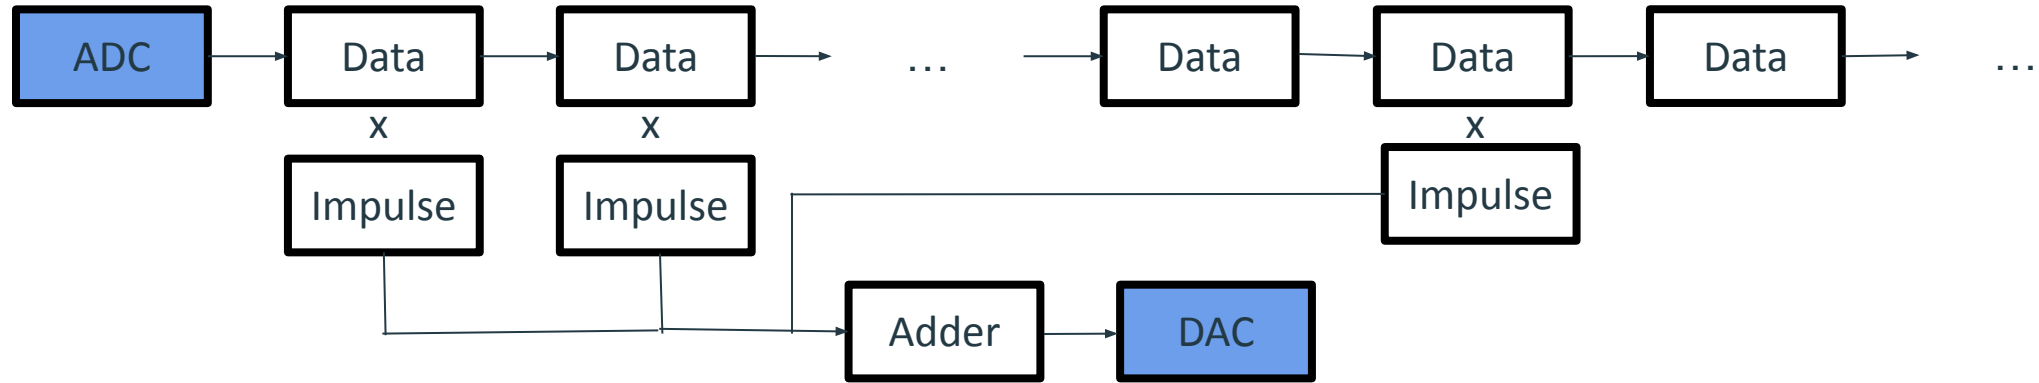 ADC
Data
Data
...
Data
Data
Data
...
x
x
x
Impulse
Impulse
Impulse
Adder
DAC